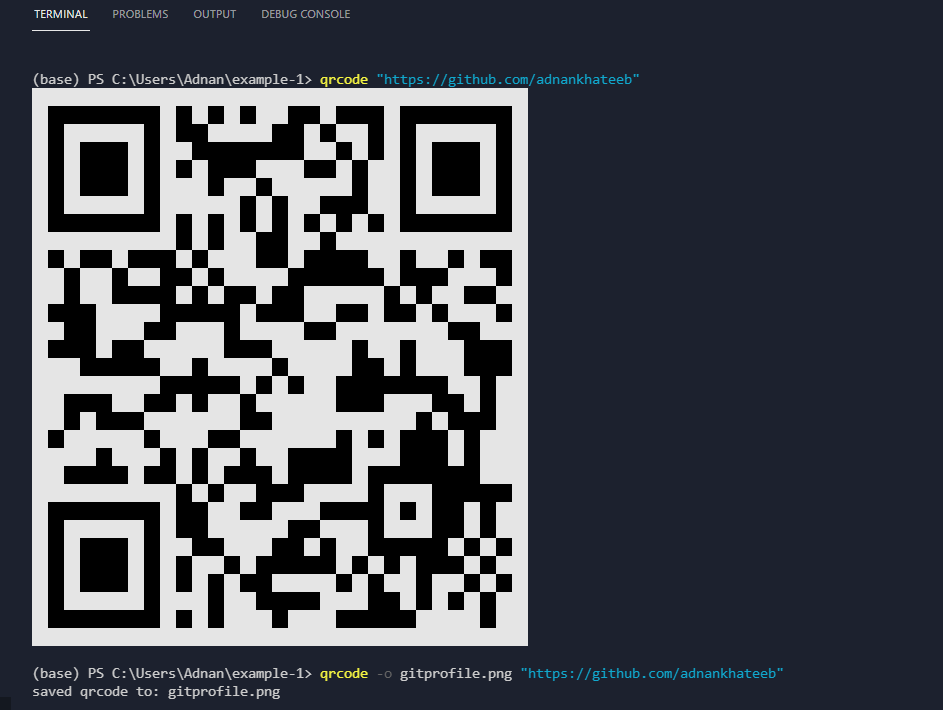 TERMINAL PROBLEMS OUTPUT DEBUG CONSOLE
(base) PS C:\Users\Adnan\example-1> qrcode "https://github.com/adnankhateeb"
(base) PS C:\Users\Adnan\example-1> qrcode -o gitprofile.png "https://github.com/adnankhateeb"
saved qrcode to: gitprofile.png